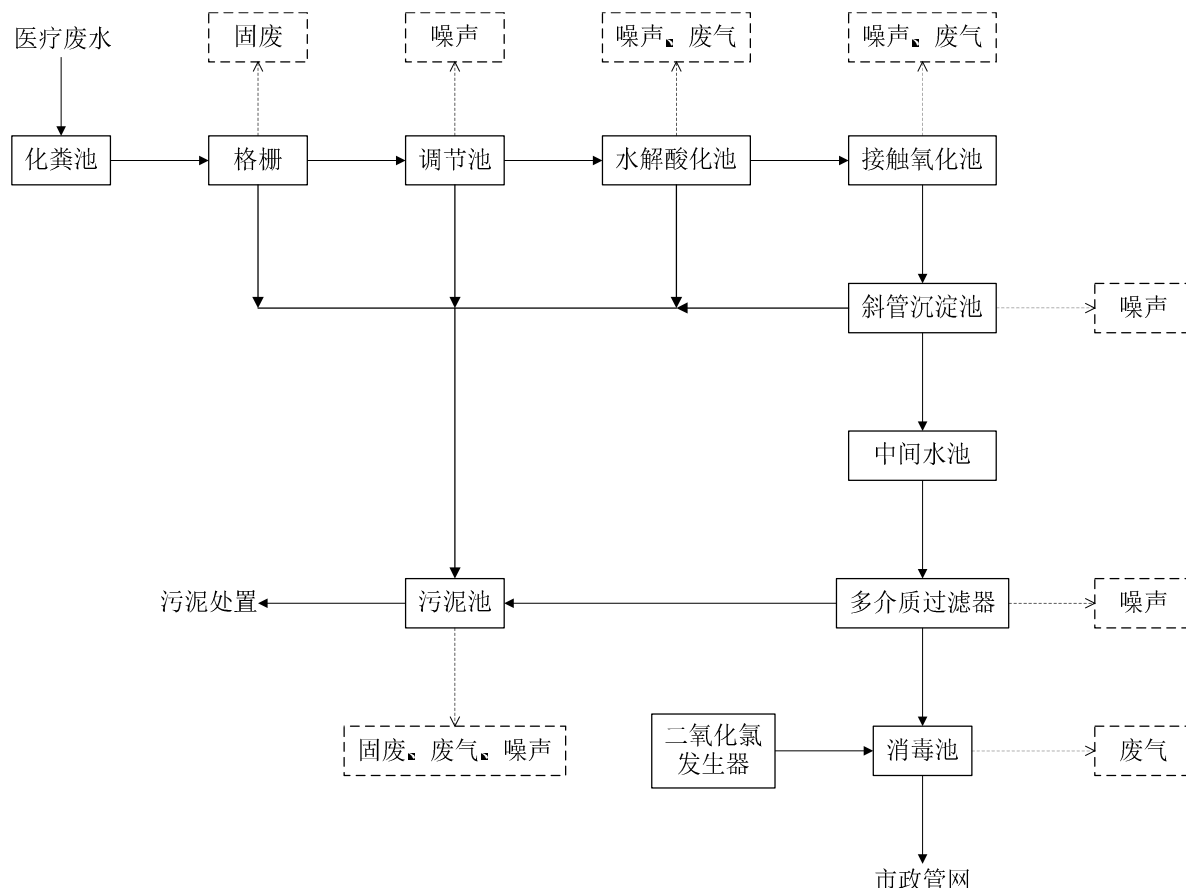 医疗废水
固废
噪声
噪声、废气
噪声、废气
化粪池
格栅
调节池
水解酸化池
接触氧化池
斜管沉淀池
噪声
中间水池
污泥处置
污泥池
多介质过滤器
噪声
固废、废气、噪声
二氧化氯
发生器
消毒池
废气
市政管网